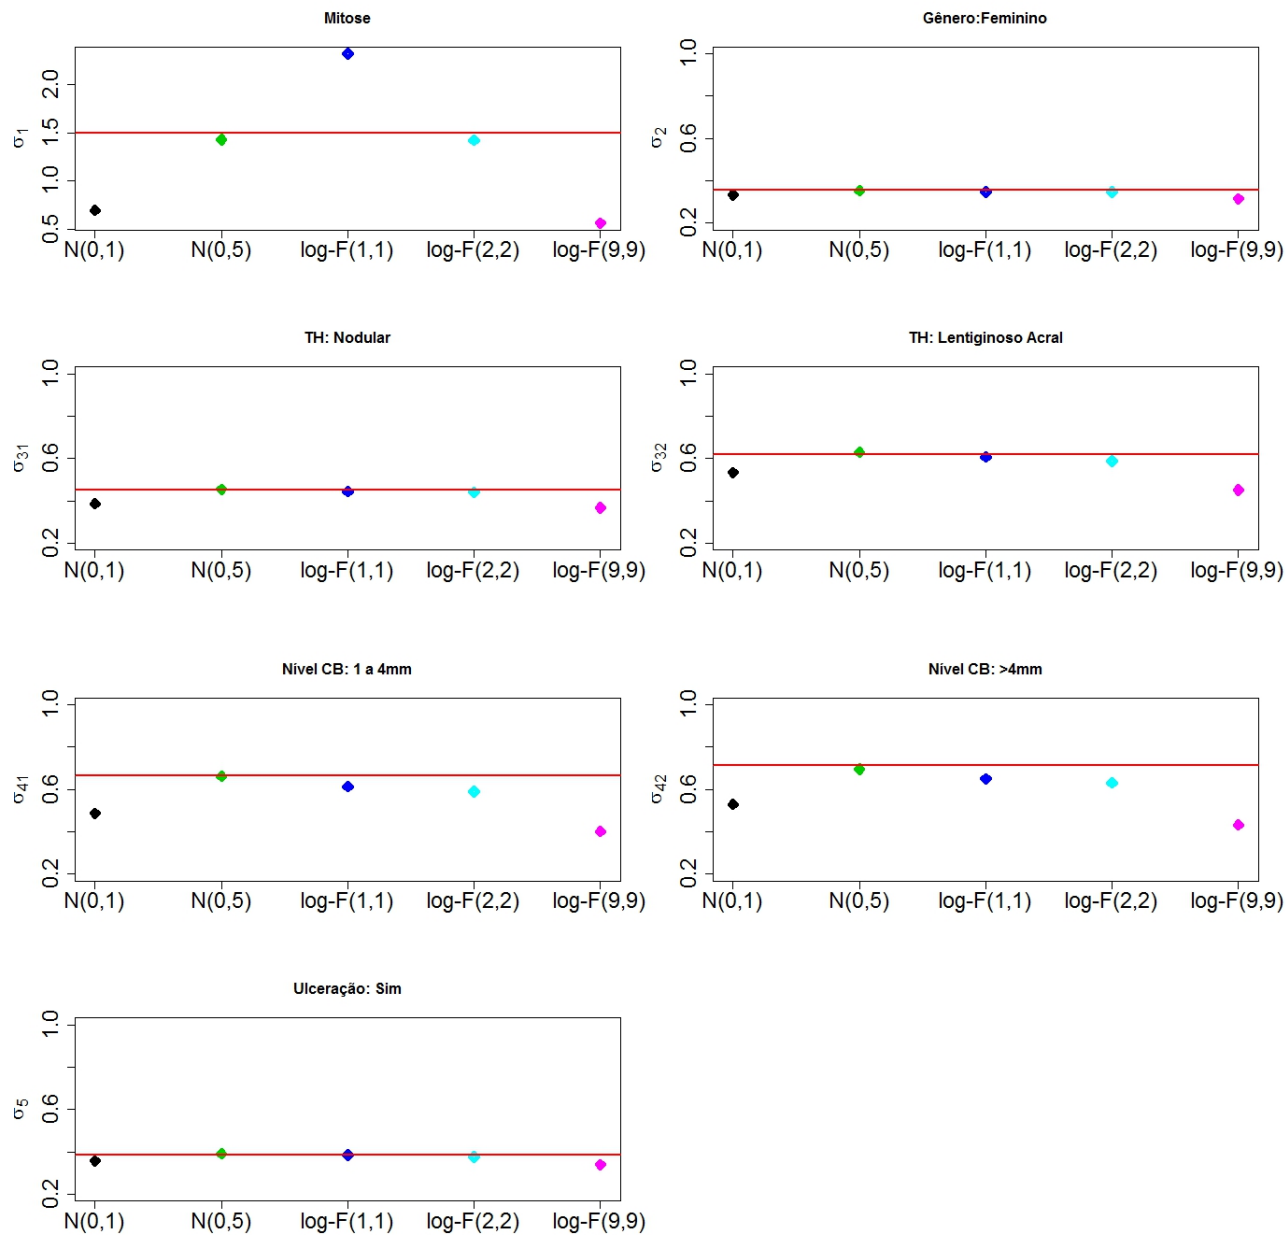 Mitose
σ1
2.0
1.5
1.0
0.5
N(0,1) N(0,5) log-F(1,1) log-F(2,2) log-F(9,9)
Gênero:Feminino
σ2
1.0
0.6
0.2
N(0,1) N(0,5) log-F(1,1) log-F(2,2) log-F(9,9)
TH: Nodular
σ31
1.0
0.6
0.2
N(0,1) N(0,5) log-F(1,1) log-F(2,2) log-F(9,9)
TH: Lentiginoso Acral
σ32
1.0
0.6
0.2
N(0,1) N(0,5) log-F(1,1) log-F(2,2) log-F(9,9)
Nível CB: 1 a 4mm
σ41
1.0
0.6
0.2
N(0,1) N(0,5) log-F(1,1) log-F(2,2) log-F(9,9)
Nível CB: >4mm
σ42
1.0
0.6
0.2
N(0,1) N(0,5) log-F(1,1) log-F(2,2) log-F(9,9)
Ulceração: Sim
σ5
1.0
0.6
0.2
N(0,1) N(0,5) log-F(1,1) log-F(2,2) log-F(9,9)